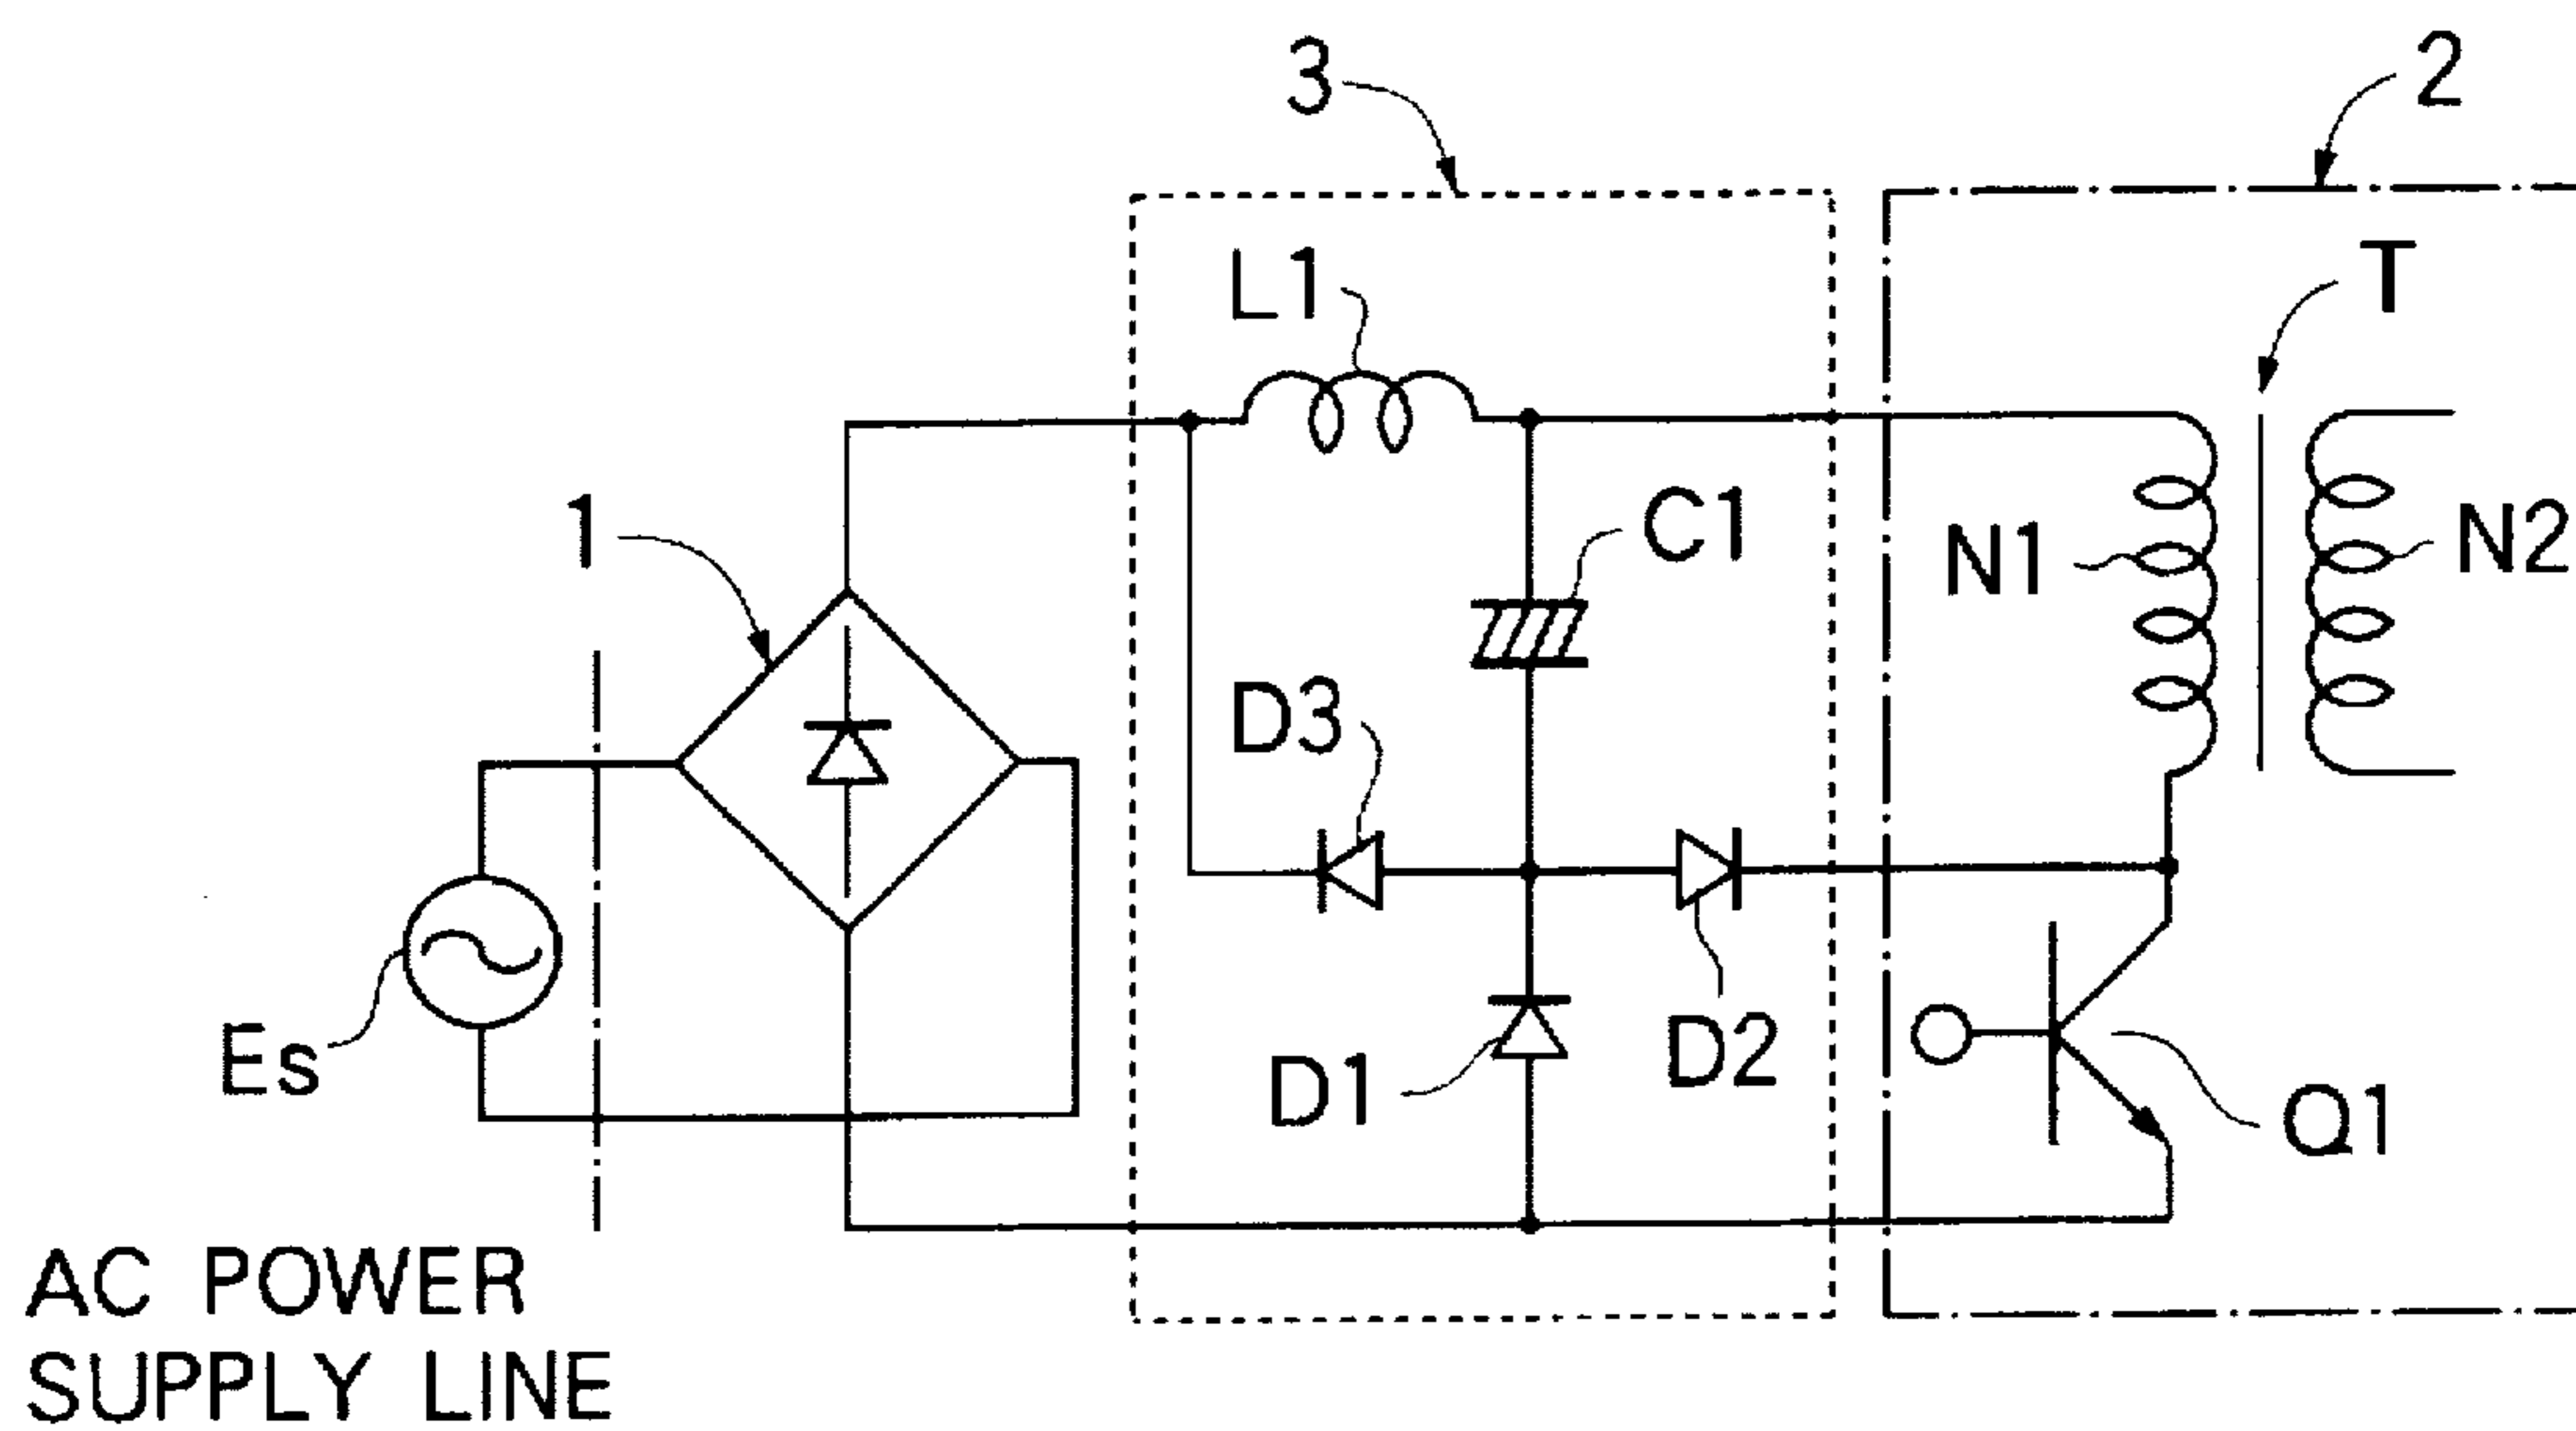 3
2
L1
T
1
C1
N1
N2
D3
Es
D1
D2
Q1
AC POWER
SUPPLY LINE